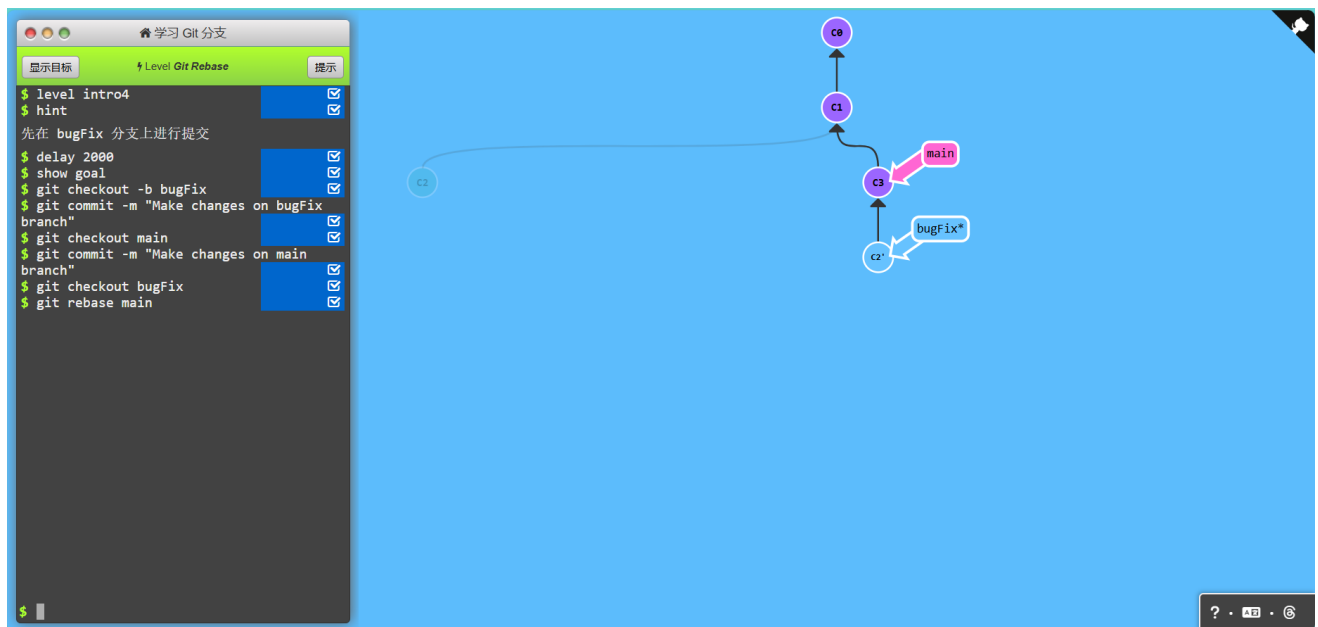 学习 Git 分支
显示目标
Level Git Rebase
提示
$ level intro4
$ hint
先在 bugFix 分支上进行提交
$ delay 2000
$ show goal
$ git checkout -b bugFix
$ git commit -m "Make changes on bugFix
branch"
$ git checkout main
$ git commit -m "Make changes on main
branch"
$ git checkout bugFix
$ git rebase main
$
C0
C1
main
C2
C3
bugFix*
C2'
? · A文 ·